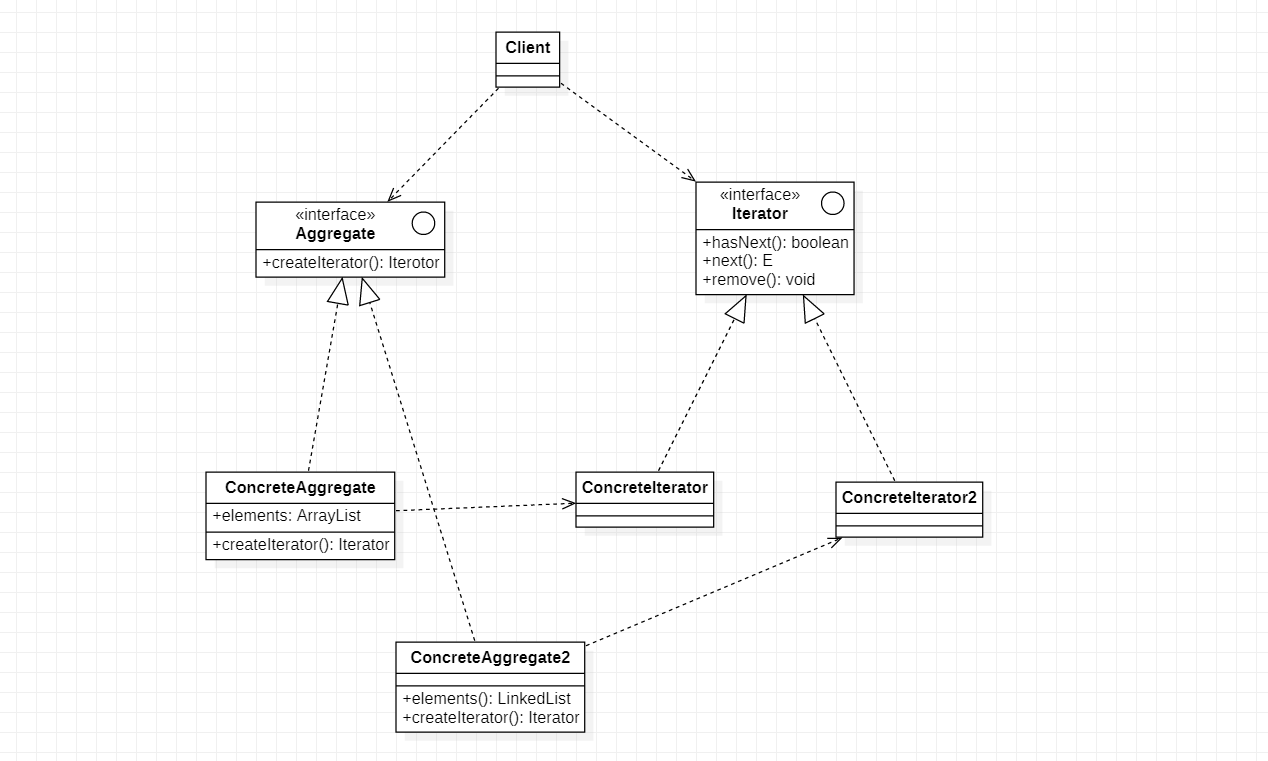 Client
«interface»
Aggregate
+createIterator(): Iterotor
«interface»
Iterator
+hasNext(): boolean
+next(): E
+remove(): void
ConcreteAggregate
+elements: ArrayList
+createIterator(): Iterator
ConcreteIterator
ConcreteIterator2
ConcreteAggregate2
+elements(): LinkedList
+createIterator(): Iterator